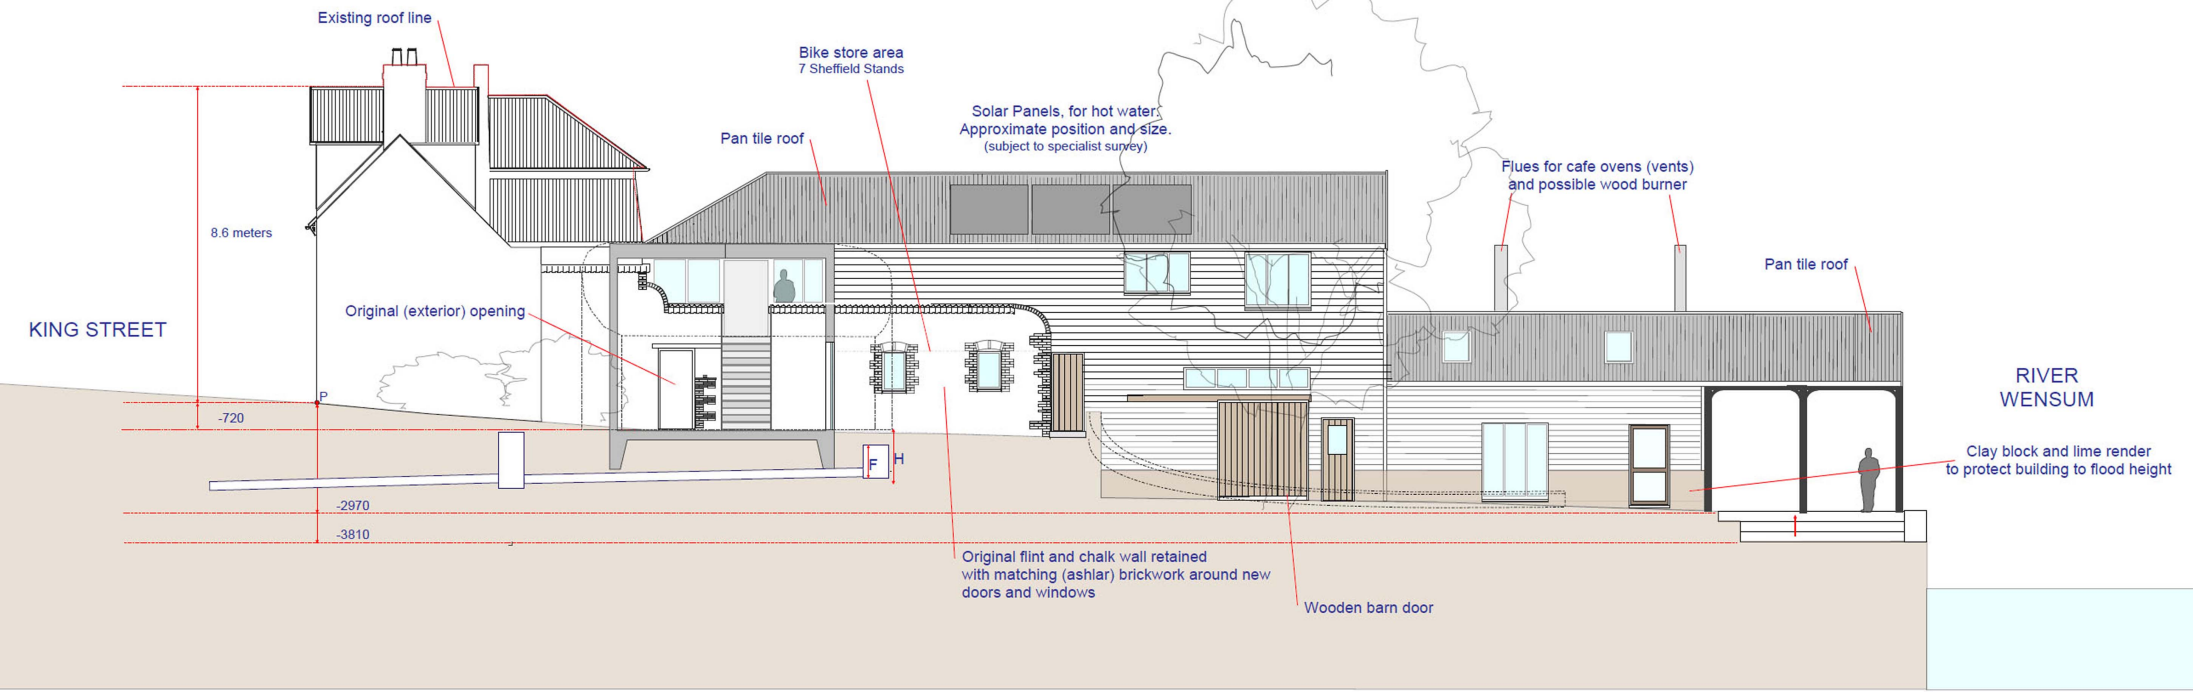 Existing roof line
Bike store area
7 Sheffield Stands
Solar Panels, for hot water.
Approximate position and size.
(subject to specialist survey)
Pan tile roof
Flues for cafe ovens (vents)
and possible wood burner
8.6 meters
Pan tile roof
Original (exterior) opening
KING STREET
RIVER
WENSUM
P
-720
Clay block and lime render
to protect building to flood height
F
H
-2970
-3810
Original flint and chalk wall retained
with matching (ashlar) brickwork around new
doors and windows
Wooden barn door